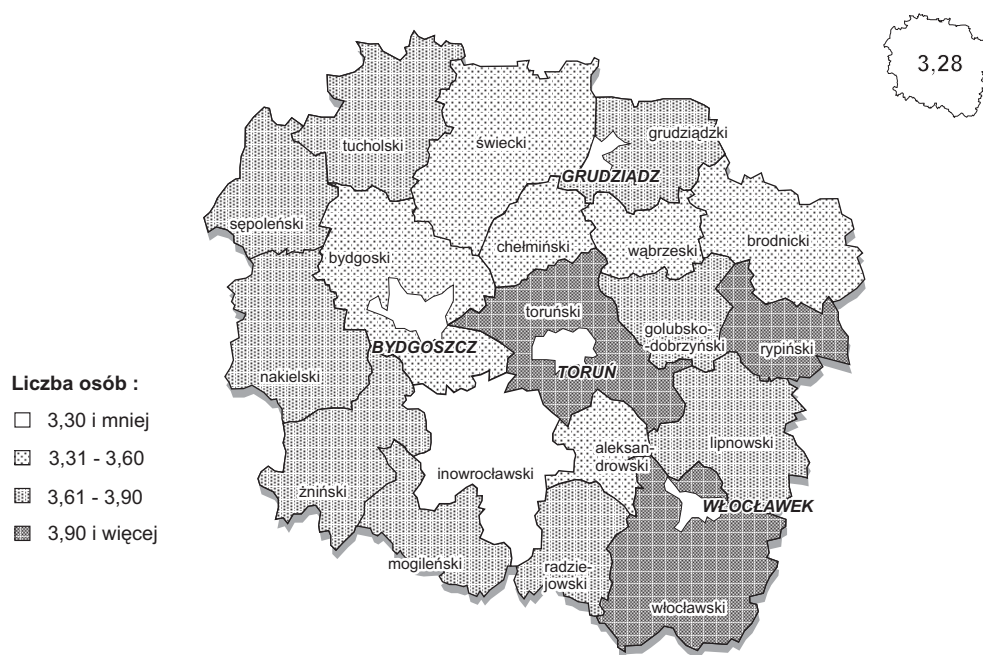 3,28
tucholski
świecki
grudziądzki
GRUDZIĄDZ
sępoleński
bydgoski
chełmiński
wąbrzeski
brodnicki
toruński
golubsko-
-dobrzyński
rypiński
BYDGOSZCZ
TORUŃ
nakielski
Liczba osób :
3,30 i mniej
3,31 - 3,60
3,61 - 3,90
3,90 i więcej
żniński
inowrocławski
aleksan
drowski
lipnowski
WŁOCŁAWEK
mogileński
radzie-
jowski
włocławski